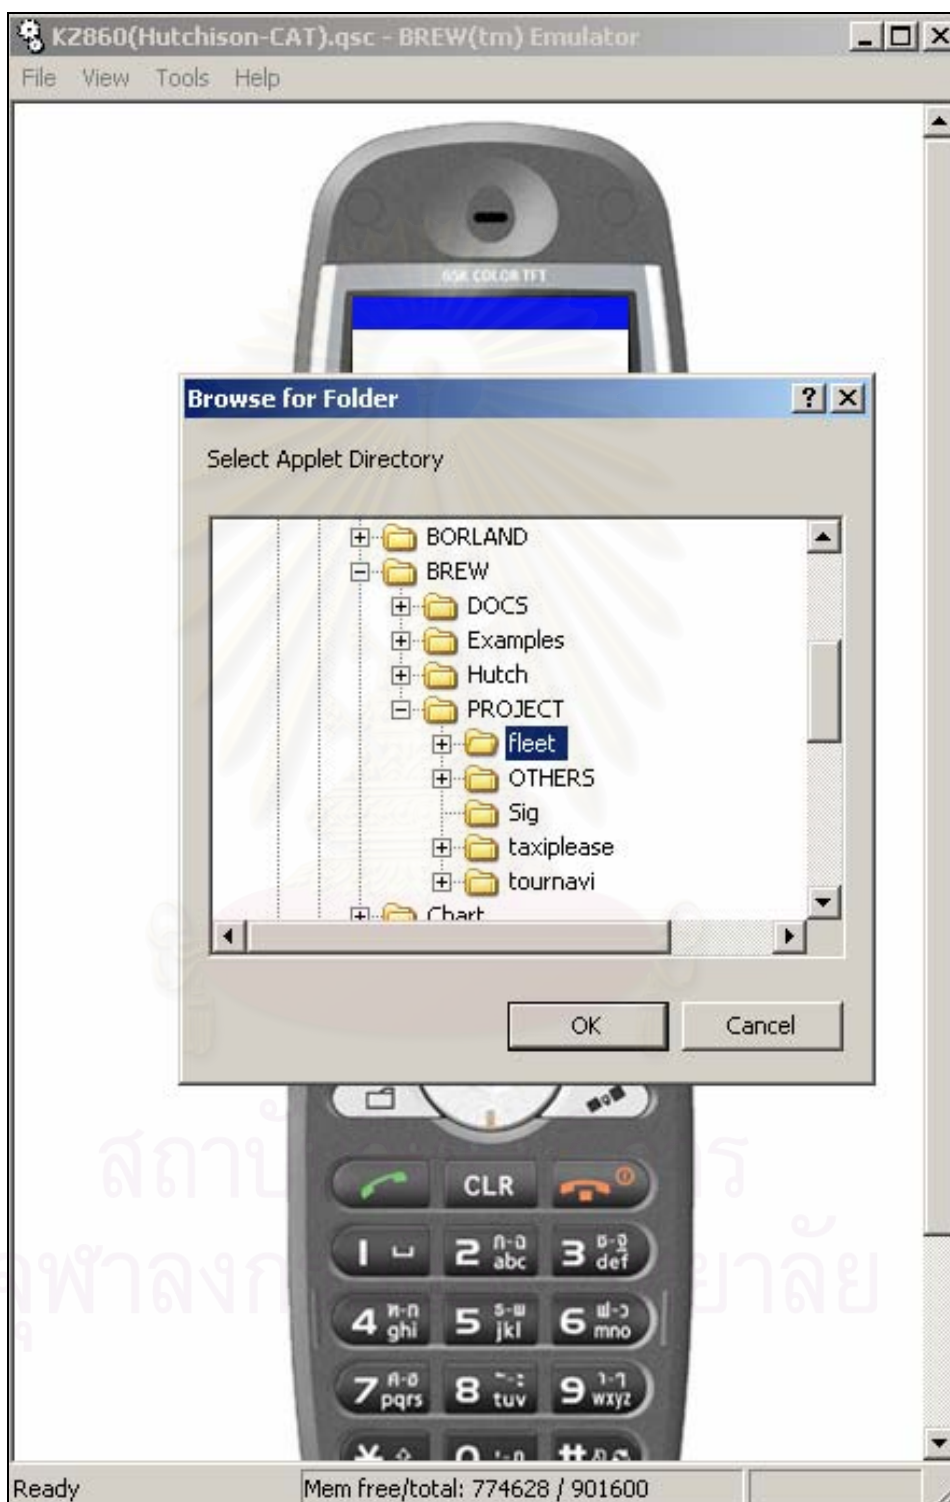 KZ860(Hutchison-CAT).qsc - BREW(tm) Emulator
File View Tools Help
65K COLOR TFT
Browse for Folder
Select Applet Directory
BORLAND
BREW
DOCS
Examples
Hutch
PROJECT
fleet
OTHERS
Sig
taxiplease
tournavi
Chart
OK Cancel
CLR
1 2 abc 3 def
4 ghi 5 jkl 6 mno
7 pqrs 8 tuv 9 wxyz
Ready Mem free/total: 774628 / 901600